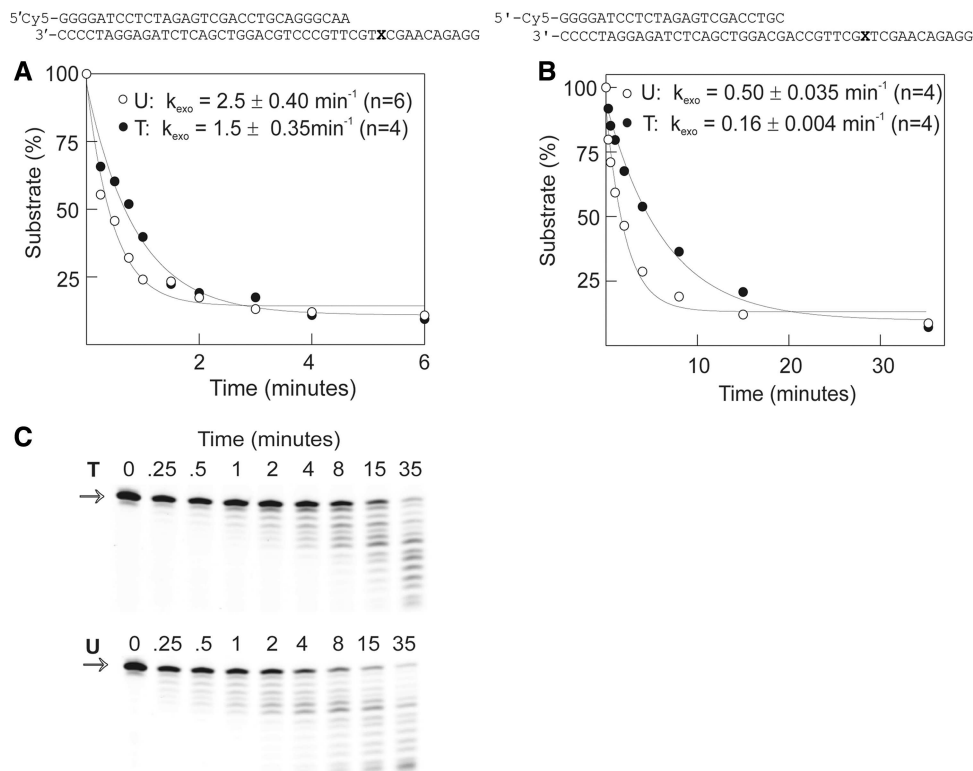 5′Cy5-GGGGATCCTCTAGAGTCGACCTGCAGGGCAA
3′-CCCCTAGGAGATCTCAGCTGGACGTCCCGTTCGTXCGAACAGAGG
5'-Cy5-GGGGATCCTCTAGAGTCGACCTGC
3'-CCCCTAGGAGATCTCAGCTGGACGACCGTTCGXTCGAACAGAGG
A
100
75
50
25
Substrate (%)
U: kexo = 2.5 ± 0.40 min-1 (n=6)
T: kexo = 1.5 ± 0.35min-1 (n=4)
2 4 6
Time (minutes)
B
100
75
50
25
Substrate (%)
U: kexo = 0.50 ± 0.035 min-1 (n=4)
T: kexo = 0.16 ± 0.004 min-1 (n=4)
10 20 30
Time (minutes)
C
Time (minutes)
T 0 .25 .5 1 2 4 8 15 35
U 0 .25 .5 1 2 4 8 15 35